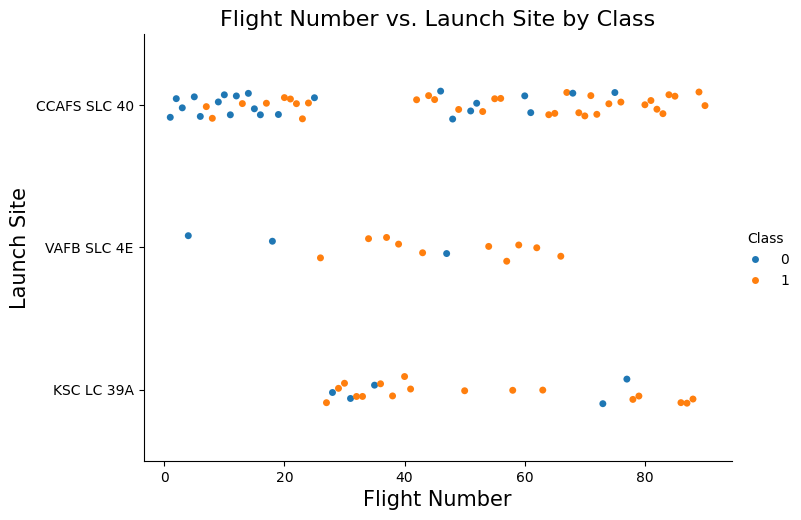 Flight Number vs. Launch Site by Class
Launch Site
CCAFS SLC 40
VAFB SLC 4E
KSC LC 39A
0 20 40 60 80
Flight Number
Class
0
1